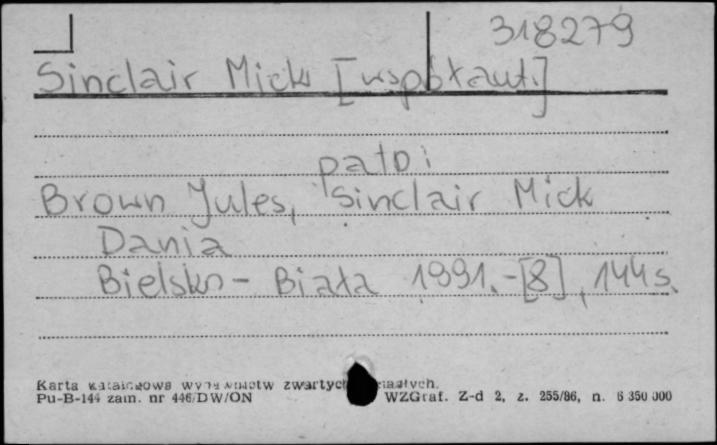 318279
Sinclair Mick [współaut.]
patoi
Brown Jules, Sinclair Mick
Dania
Bielsko-Biała 1991.-[8], 144 s.
Karta katalogowa wydawnictw zwartych
Pu-B-144 zam. nr 446/DW/ON WZGraf. Z-d 2, z. 255/86, n. 6 350 000